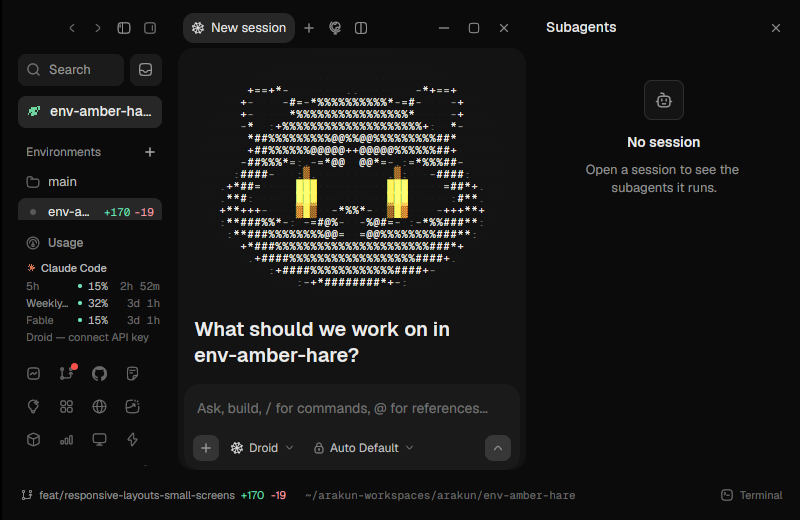 New session
Subagents
Search
env-amber-ha...
Environments
main
env-a... +170 -19
Usage
Claude Code
5h 15% 2h 52m
Weekly... 32% 3d 1h
Fable 15% 3d 1h
Droid — connect API key
What should we work on in
env-amber-hare?
Ask, build, / for commands, @ for references...
Droid
Auto Default
No session
Open a session to see the
subagents it runs.
feat/responsive-layouts-small-screens +170 -19
~/arakun-workspaces/arakun/env-amber-hare
Terminal